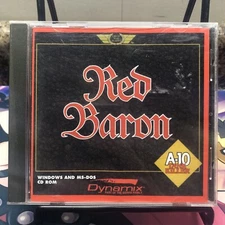 Red
Baron
WINDOWS AND MS-DOS
CD ROM
A-10
Dynamix